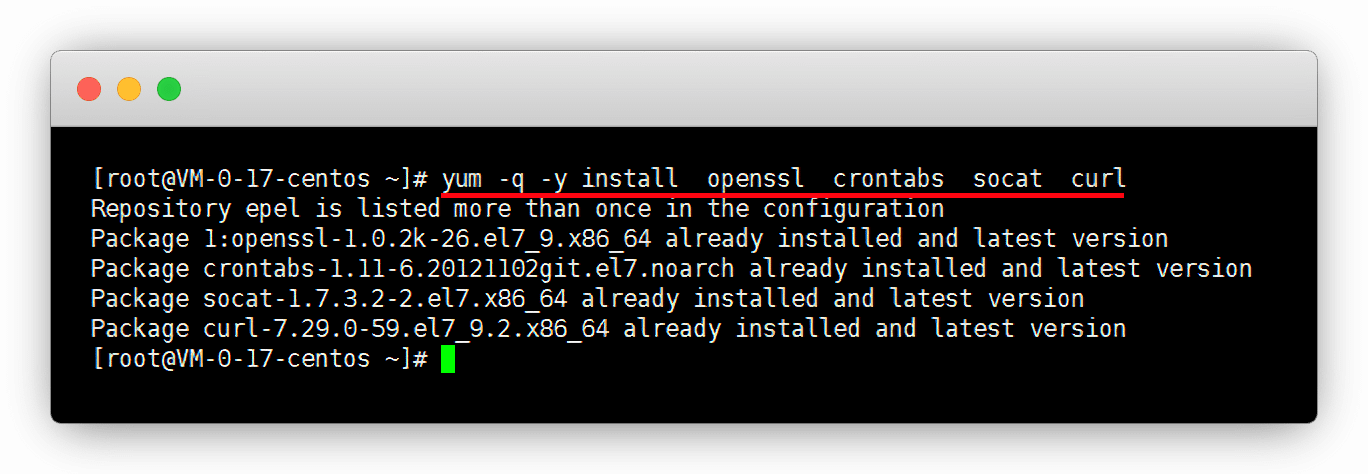 [root@VM-0-17-centos ~]# yum -q -y install  openssl  crontabs  socat  curl
Repository epel is listed more than once in the configuration
Package 1:openssl-1.0.2k-26.el7_9.x86_64 already installed and latest version
Package crontabs-1.11-6.20121102git.el7.noarch already installed and latest version
Package socat-1.7.3.2-2.el7.x86_64 already installed and latest version
Package curl-7.29.0-59.el7_9.2.x86_64 already installed and latest version
[root@VM-0-17-centos ~]#